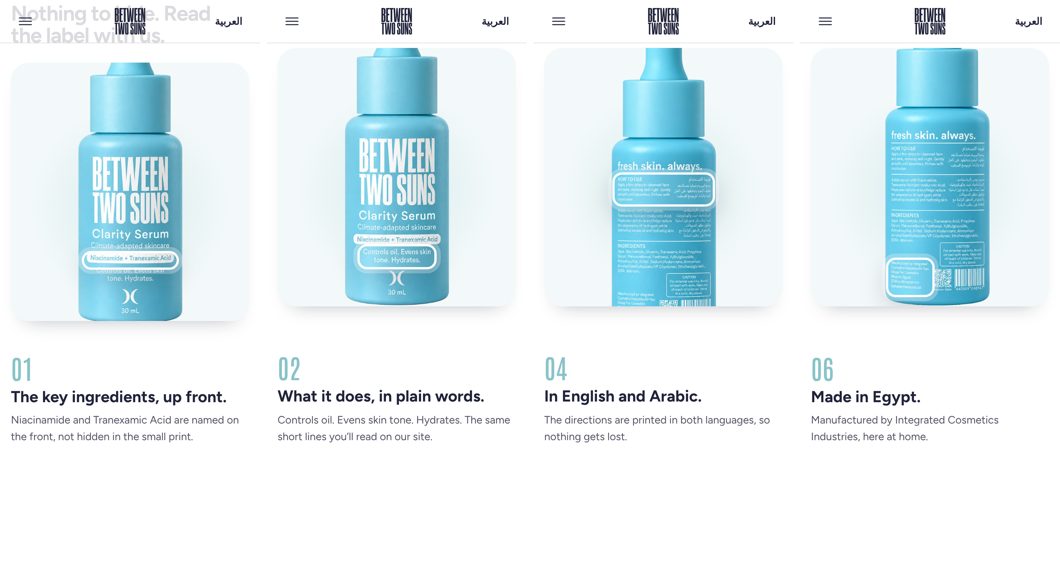 Nothing to hide. Read
the label with us.
BETWEEN
TWO SUNS
العربية
BETWEEN
TWO SUNS
Clarity Serum
Climate-adapted skincare
Niacinamide + Tranexamic Acid
Controls oil. Evens skin
tone. Hydrates.
30 mL
01
The key ingredients, up front.
Niacinamide and Tranexamic Acid are named on
the front, not hidden in the small print.
BETWEEN
TWO SUNS
العربية
BETWEEN
TWO SUNS
Clarity Serum
Climate-adapted skincare
Niacinamide + Tranexamic Acid
Controls oil. Evens skin
tone. Hydrates.
30 mL
02
What it does, in plain words.
Controls oil. Evens skin tone. Hydrates. The same
short lines you’ll read on our site.
BETWEEN
TWO SUNS
العربية
fresh skin. always.
HOW TO USE
INGREDIENTS
CAUTION
04
In English and Arabic.
The directions are printed in both languages, so
nothing gets lost.
BETWEEN
TWO SUNS
العربية
fresh skin. always.
HOW TO USE
INGREDIENTS
CAUTION
06
Made in Egypt.
Manufactured by Integrated Cosmetics
Industries, here at home.